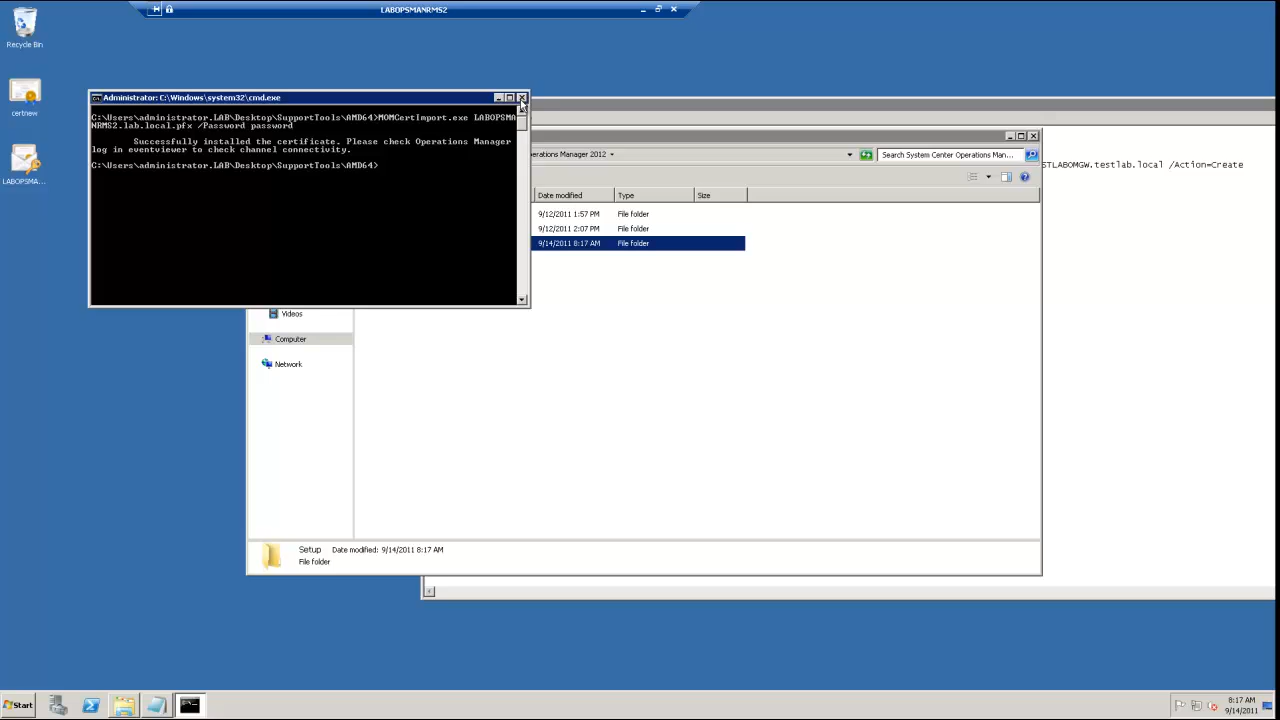 LABOPSMANRMS2
Recycle Bin
certnew
LABOPSMA...
Administrator: C:\Windows\system32\cmd.exe
C:\Users\administrator.LAB\Desktop\SupportTools\AMD64>MOMCertImport.exe LABOPSMA
NRMS2.lab.local.pfx /Password password
Successfully installed the certificate. Please check Operations Manager
log in eventviewer to check channel connectivity.
C:\Users\administrator.LAB\Desktop\SupportTools\AMD64>
erations Manager 2012
Search System Center Operations Man...
STLABOMGW.testlab.local /Action=Create
Date modified Type Size
9/12/2011 1:57 PM File folder
9/12/2011 2:07 PM File folder
9/14/2011 8:17 AM File folder
Videos
Computer
Network
Setup Date modified: 9/14/2011 8:17 AM
File folder
Start
8:17 AM
9/14/2011